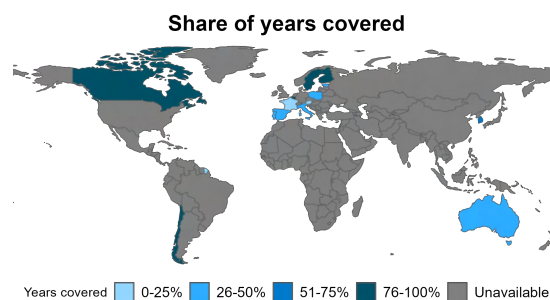 Share of years covered
Years covered 0-25% 26-50% 51-75% 76-100% Unavailable